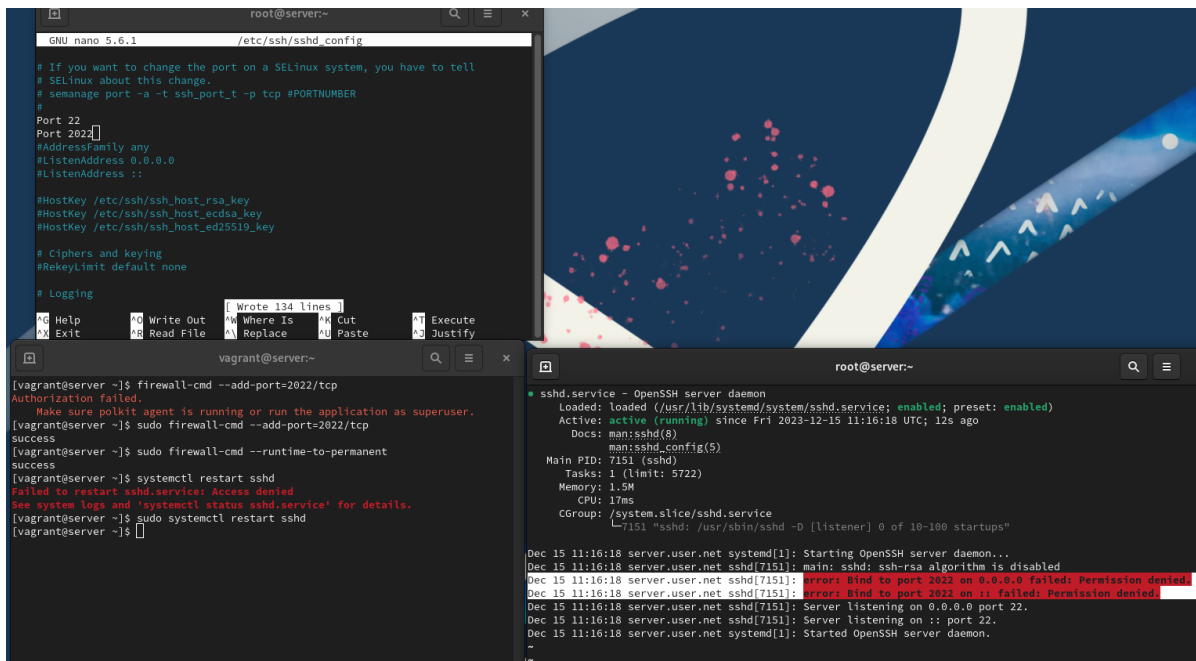 root@server:~
GNU nano 5.6.1 /etc/ssh/sshd_config
# If you want to change the port on a SELinux system, you have to tell
# SELinux about this change.
# semanage port -a -t ssh_port_t -p tcp #PORTNUMBER
#
Port 22
Port 2022
#AddressFamily any
#ListenAddress 0.0.0.0
#ListenAddress ::
#HostKey /etc/ssh/ssh_host_rsa_key
#HostKey /etc/ssh/ssh_host_ecdsa_key
#HostKey /etc/ssh/ssh_host_ed25519_key
# Ciphers and keying
#RekeyLimit default none
# Logging
[ Wrote 134 lines ]
^G Help ^O Write Out ^W Where Is ^K Cut ^T Execute
^X Exit ^R Read File ^\ Replace ^U Paste ^J Justify
vagrant@server:~
[vagrant@server ~]$ firewall-cmd --add-port=2022/tcp
Authorization failed.
Make sure polkit agent is running or run the application as superuser.
[vagrant@server ~]$ sudo firewall-cmd --add-port=2022/tcp
success
[vagrant@server ~]$ sudo firewall-cmd --runtime-to-permanent
success
[vagrant@server ~]$ systemctl restart sshd
Failed to restart sshd.service: Access denied
See system logs and 'systemctl status sshd.service' for details.
[vagrant@server ~]$ sudo systemctl restart sshd
[vagrant@server ~]$
root@server:~
● sshd.service - OpenSSH server daemon
Loaded: loaded (/usr/lib/systemd/system/sshd.service; enabled; preset: enabled)
Active: active (running) since Fri 2023-12-15 11:16:18 UTC; 12s ago
Docs: man:sshd(8)
man:sshd_config(5)
Main PID: 7151 (sshd)
Tasks: 1 (limit: 5722)
Memory: 1.5M
CPU: 17ms
CGroup: /system.slice/sshd.service
└─7151 "sshd: /usr/sbin/sshd -D [listener] 0 of 10-100 startups"
Dec 15 11:16:18 server.user.net systemd[1]: Starting OpenSSH server daemon...
Dec 15 11:16:18 server.user.net sshd[7151]: main: sshd: ssh-rsa algorithm is disabled
Dec 15 11:16:18 server.user.net sshd[7151]: error: Bind to port 2022 on 0.0.0.0 failed: Permission denied.
Dec 15 11:16:18 server.user.net sshd[7151]: error: Bind to port 2022 on :: failed: Permission denied.
Dec 15 11:16:18 server.user.net sshd[7151]: Server listening on 0.0.0.0 port 22.
Dec 15 11:16:18 server.user.net sshd[7151]: Server listening on :: port 22.
Dec 15 11:16:18 server.user.net systemd[1]: Started OpenSSH server daemon.
~
~